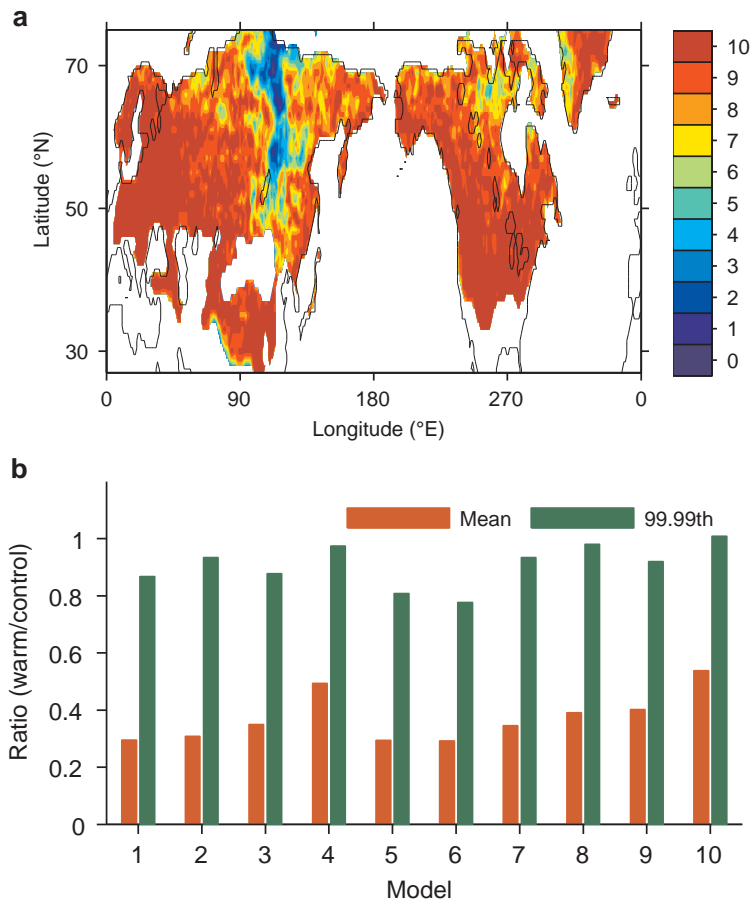 a
70
50
30
Latitude (°N)
0 90 180 270 0
Longitude (°E)
10
9
8
7
6
5
4
3
2
1
0
b
Mean 99.99th
1
0.8
0.6
0.4
0.2
0
Ratio (warm/control)
1 2 3 4 5 6 7 8 9 10
Model